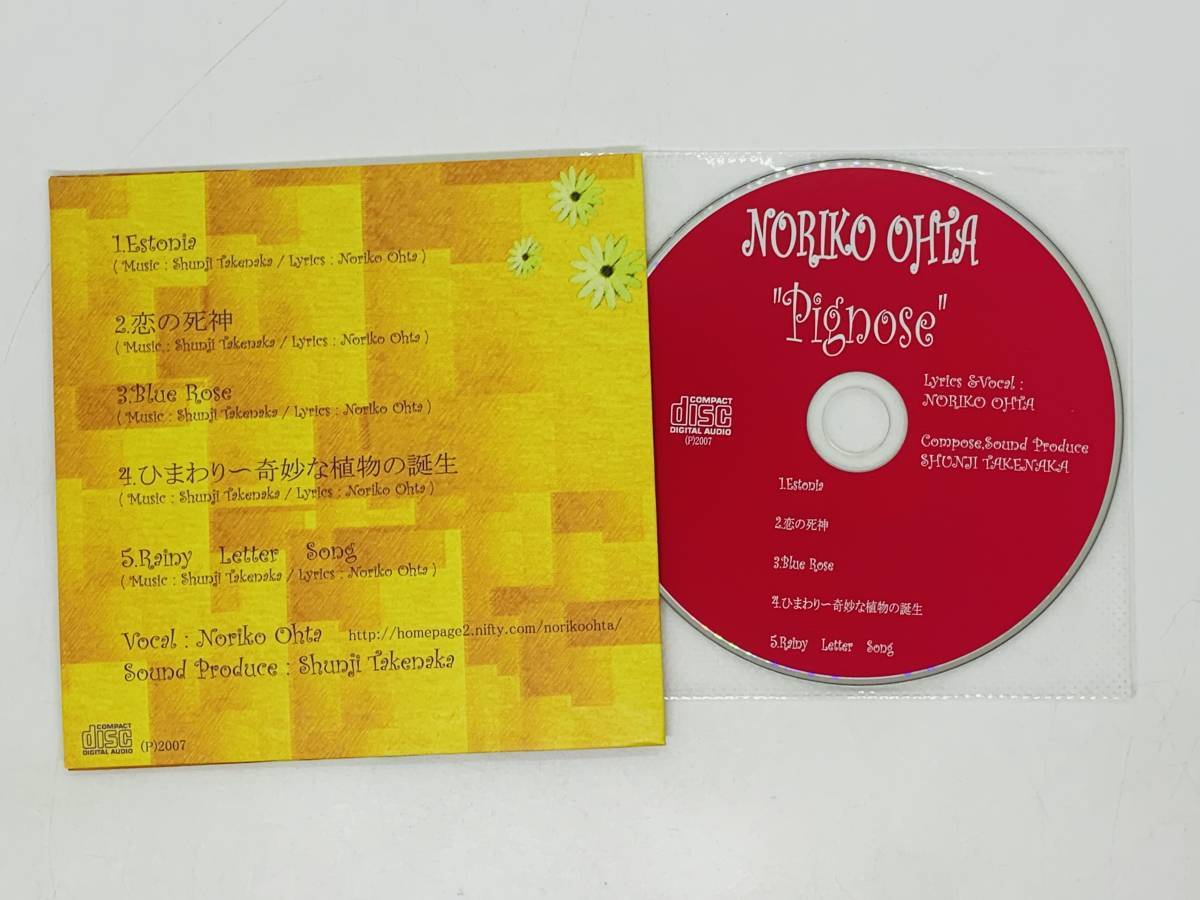 1.Estonia
( Music : Shunji Takenaka / Lyrics : Noriko Ohta )
2.恋の死神
( Music : Shunji Takenaka / Lyrics : Noriko Ohta )
3.Blue Rose
( Music : Shunji Takenaka / Lyrics : Noriko Ohta )
4.ひまわり～奇妙な植物の誕生
( Music : Shunji Takenaka / Lyrics : Noriko Ohta )
5.Rainy Letter Song
( Music : Shunji Takenaka / Lyrics : Noriko Ohta )
Vocal : Noriko Ohta http://homepage2.nifty.com/norikoohta/
Sound Produce : Shunji Takenaka
COMPACT
disc
DIGITAL AUDIO
(P)2007
NORIKO OHTA
"Pignose"
Lyrics &Vocal :
NORIKO OHTA
COMPACT
disc
DIGITAL AUDIO
(P)2007
Compose,Sound Produce
SHUNJI TAKENAKA
1.Estonia
2.恋の死神
3.Blue Rose
4.ひまわり～奇妙な植物の誕生
5.Rainy Letter Song